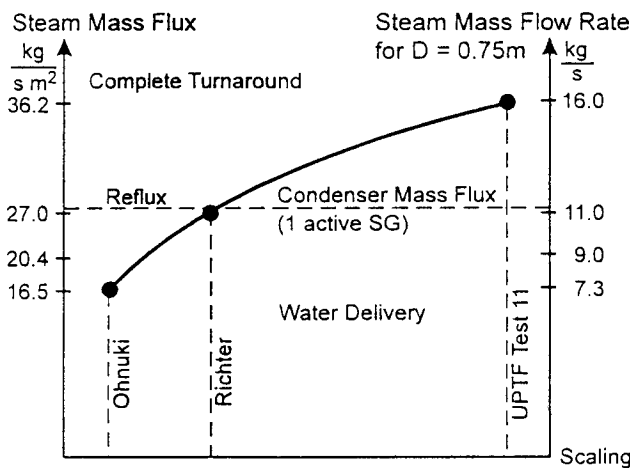 Steam Mass Flux
Steam Mass Flow Rate
for D = 0.75m
kg
s m²
kg
s
Complete Turnaround
36.2
16.0
Reflux
Condenser Mass Flux
(1 active SG)
27.0
11.0
20.4
9.0
16.5
7.3
Water Delivery
Ohnuki
Richter
UPTF Test 11
Scaling